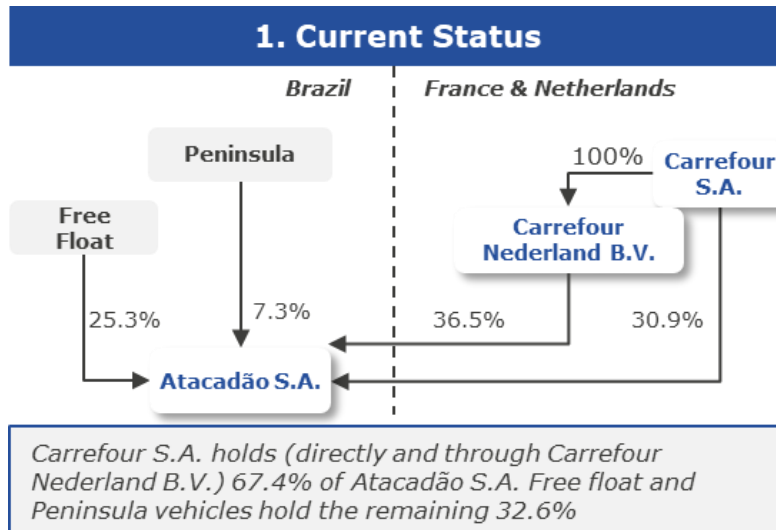 1. Current Status
Brazil
France & Netherlands
Peninsula
100%
Carrefour
S.A.
Free
Float
Carrefour
Nederland B.V.
25.3%
7.3%
36.5%
30.9%
Atacadão S.A.
Carrefour S.A. holds (directly and through Carrefour
Nederland B.V.) 67.4% of Atacadão S.A. Free float and
Peninsula vehicles hold the remaining 32.6%